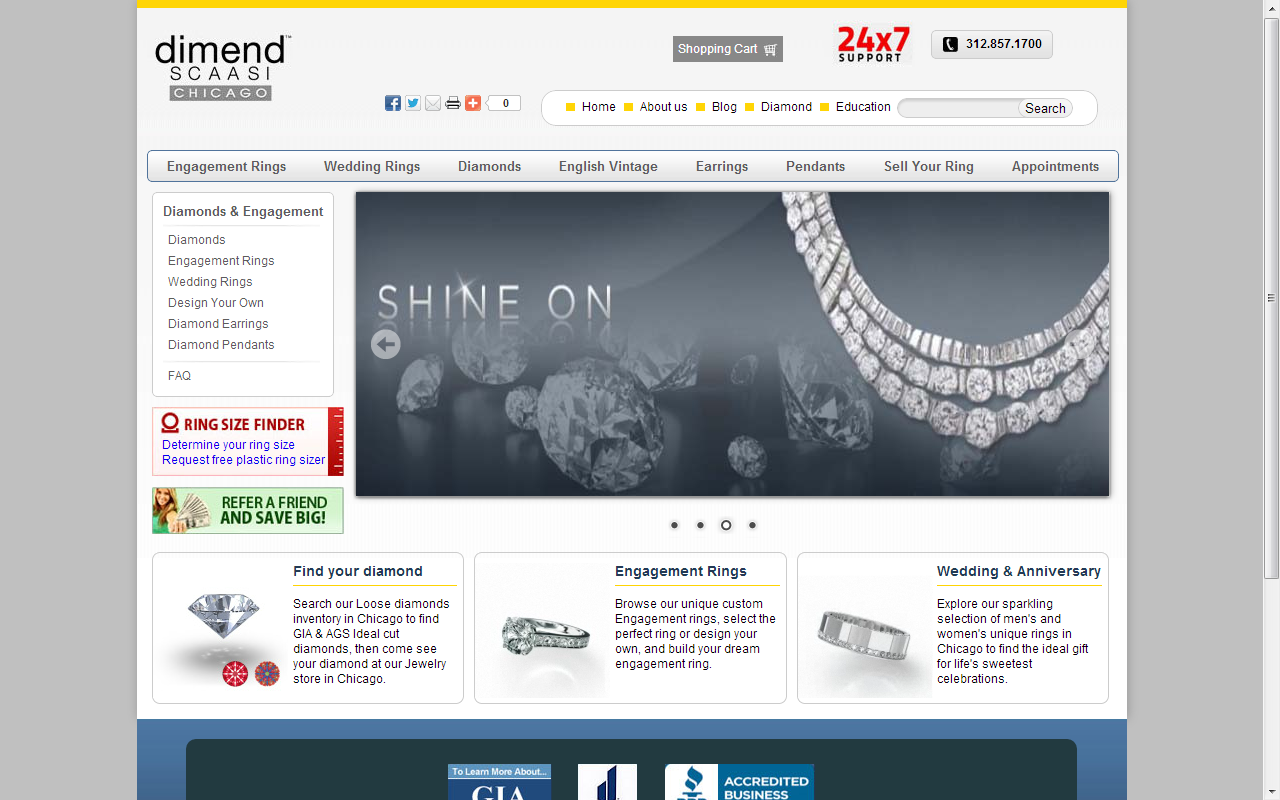 dimend™
SCAASI
CHICAGO
Shopping Cart
24x7
SUPPORT
312.857.1700
0
Home
About us
Blog
Diamond
Education
Search
Engagement Rings
Wedding Rings
Diamonds
English Vintage
Earrings
Pendants
Sell Your Ring
Appointments
Diamonds & Engagement
Diamonds
Engagement Rings
Wedding Rings
Design Your Own
Diamond Earrings
Diamond Pendants
FAQ
RING SIZE FINDER
Determine your ring size
Request free plastic ring sizer
REFER A FRIEND
AND SAVE BIG!
SHINE ON
Find your diamond
Search our Loose diamonds
inventory in Chicago to find
GIA & AGS Ideal cut
diamonds, then come see
your diamond at our Jewelry
store in Chicago.
Engagement Rings
Browse our unique custom
Engagement rings, select the
perfect ring or design your
own, and build your dream
engagement ring.
Wedding & Anniversary
Explore our sparkling
selection of men's and
women's unique rings in
Chicago to find the ideal gift
for life's sweetest
celebrations.
To Learn More About...
GIA
ACCREDITED
BUSINESS